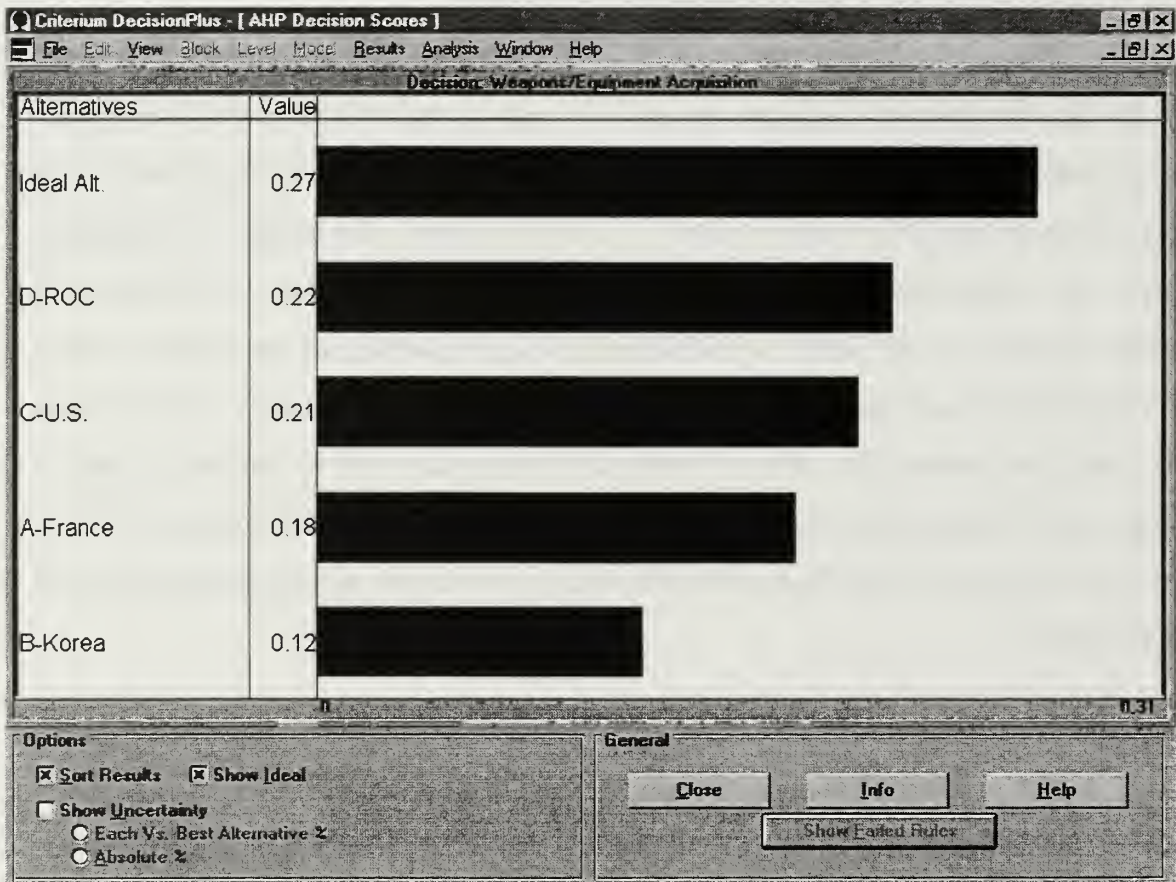 Criterium DecisionPlus - [ AHP Decision Scores ]
File Edit View Block Level Model Results Analysis Window Help
Decision: Weapons/Equipment Acquisition
Alternatives Value
Ideal Alt. 0.27
D-ROC 0.22
C-U.S. 0.21
A-France 0.18
B-Korea 0.12
0 0.31
Options
Sort Results Show Ideal
Show Uncertainty
Each Vs. Best Alternative %
Absolute %
General
Close Info Help
Show Failed Rules